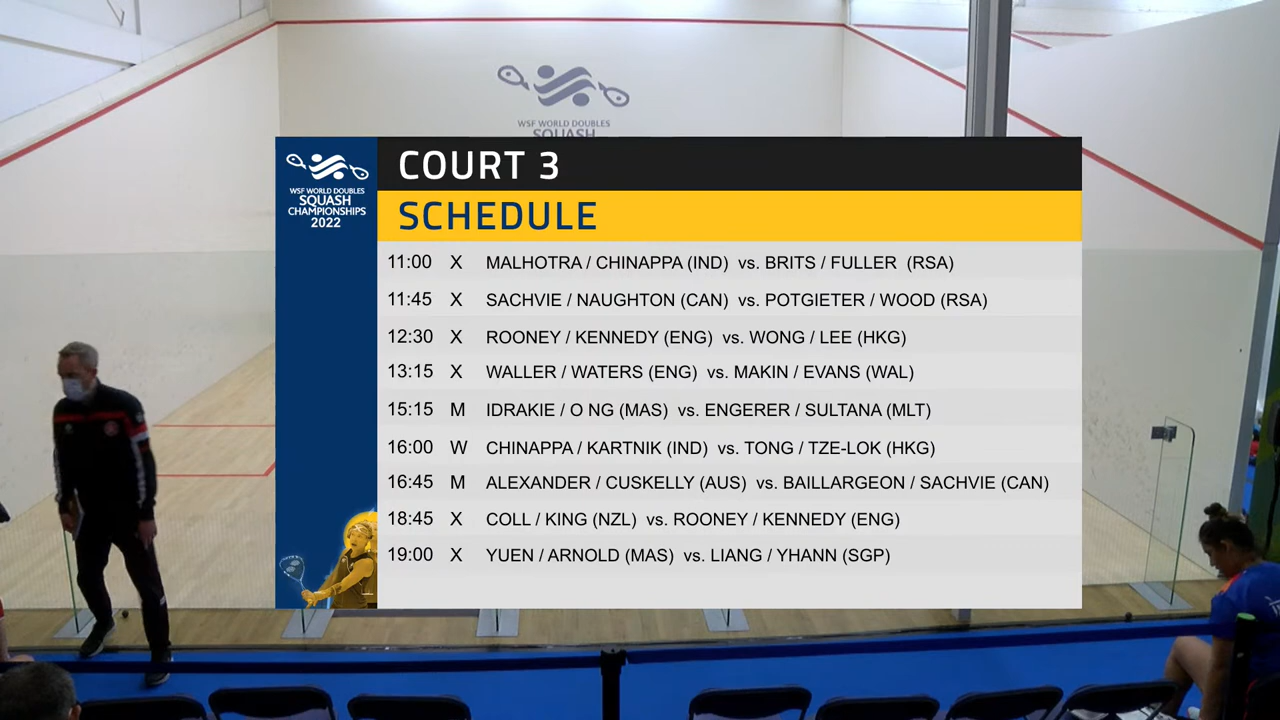 WSF WORLD DOUBLES
SQUASH
WSF WORLD DOUBLES
SQUASH
CHAMPIONSHIPS
2022
COURT 3
SCHEDULE
11:00 X MALHOTRA / CHINAPPA (IND) vs. BRITS / FULLER (RSA)
11:45 X SACHVIE / NAUGHTON (CAN) vs. POTGIETER / WOOD (RSA)
12:30 X ROONEY / KENNEDY (ENG) vs. WONG / LEE (HKG)
13:15 X WALLER / WATERS (ENG) vs. MAKIN / EVANS (WAL)
15:15 M IDRAKIE / O NG (MAS) vs. ENGERER / SULTANA (MLT)
16:00 W CHINAPPA / KARTNIK (IND) vs. TONG / TZE-LOK (HKG)
16:45 M ALEXANDER / CUSKELLY (AUS) vs. BAILLARGEON / SACHVIE (CAN)
18:45 X COLL / KING (NZL) vs. ROONEY / KENNEDY (ENG)
19:00 X YUEN / ARNOLD (MAS) vs. LIANG / YHANN (SGP)